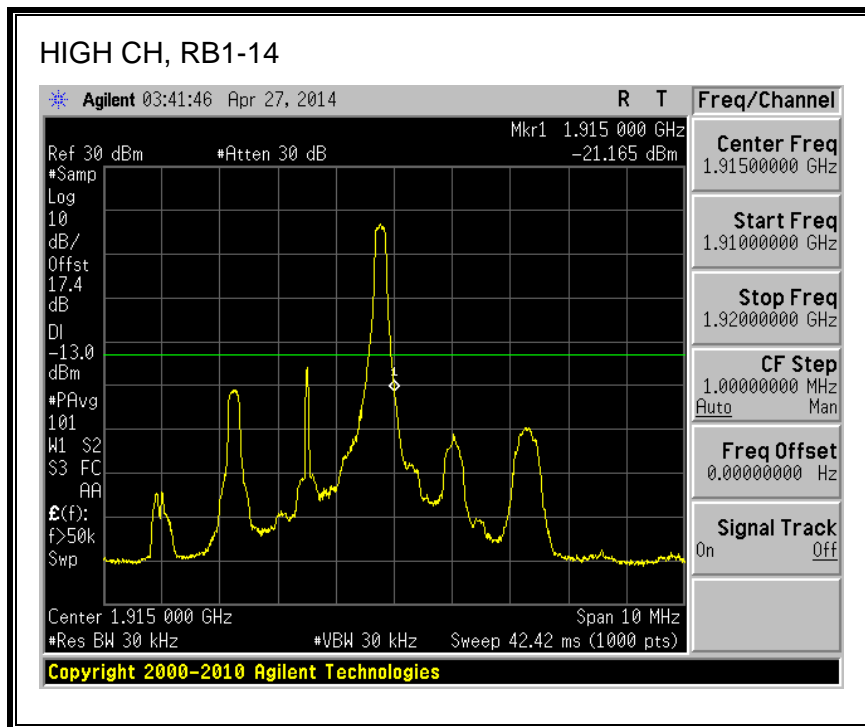 HIGH CH, RB1-14
Agilent 03:41:46 Apr 27, 2014 R T
Mkr1 1.915 000 GHz
Ref 30 dBm #Atten 30 dB -21.165 dBm
#Samp
Log
10
dB/
Offst
17.4
dB
DI
-13.0
dBm
#PAvg
101
W1 S2
S3 FC
AA
£(f):
f>50k
Swp
1
Center 1.915 000 GHz Span 10 MHz
#Res BW 30 kHz #VBW 30 kHz Sweep 42.42 ms (1000 pts)
Copyright 2000-2010 Agilent Technologies
Freq/Channel
Center Freq
1.91500000 GHz
Start Freq
1.91000000 GHz
Stop Freq
1.92000000 GHz
CF Step
1.00000000 MHz
Auto Man
Freq Offset
0.00000000 Hz
Signal Track
On Off